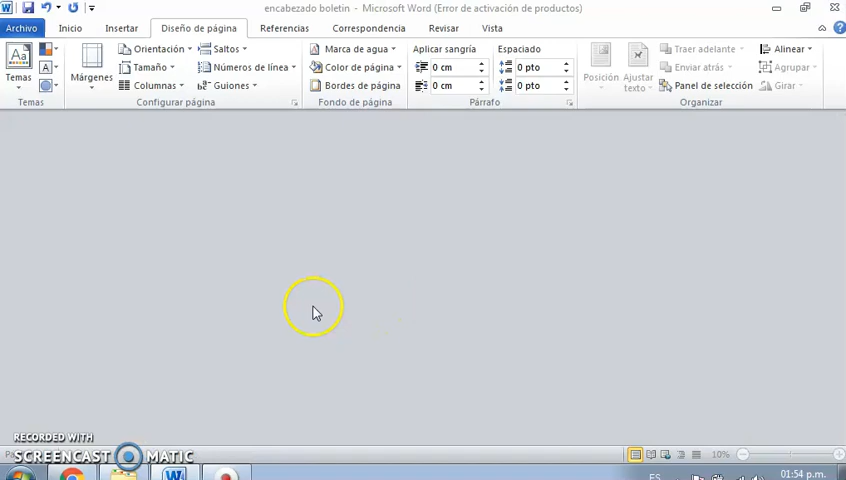 encabezado boletin - Microsoft Word (Error de activación de productos)
Archivo Inicio Insertar Diseño de página Referencias Correspondencia Revisar Vista
Temas
Temas
Márgenes
Orientación
Tamaño
Columnas
Saltos
Números de línea
Guiones
Configurar página
Marca de agua
Color de página
Bordes de página
Fondo de página
Aplicar sangría
0 cm
0 cm
Espaciado
0 pto
0 pto
Párrafo
Posición
Ajustar
texto
Traer adelante
Enviar atrás
Panel de selección
Alinear
Agrupar
Girar
Organizar
RECORDED WITH
SCREENCAST MATIC
10%
ES
01:54 p.m.